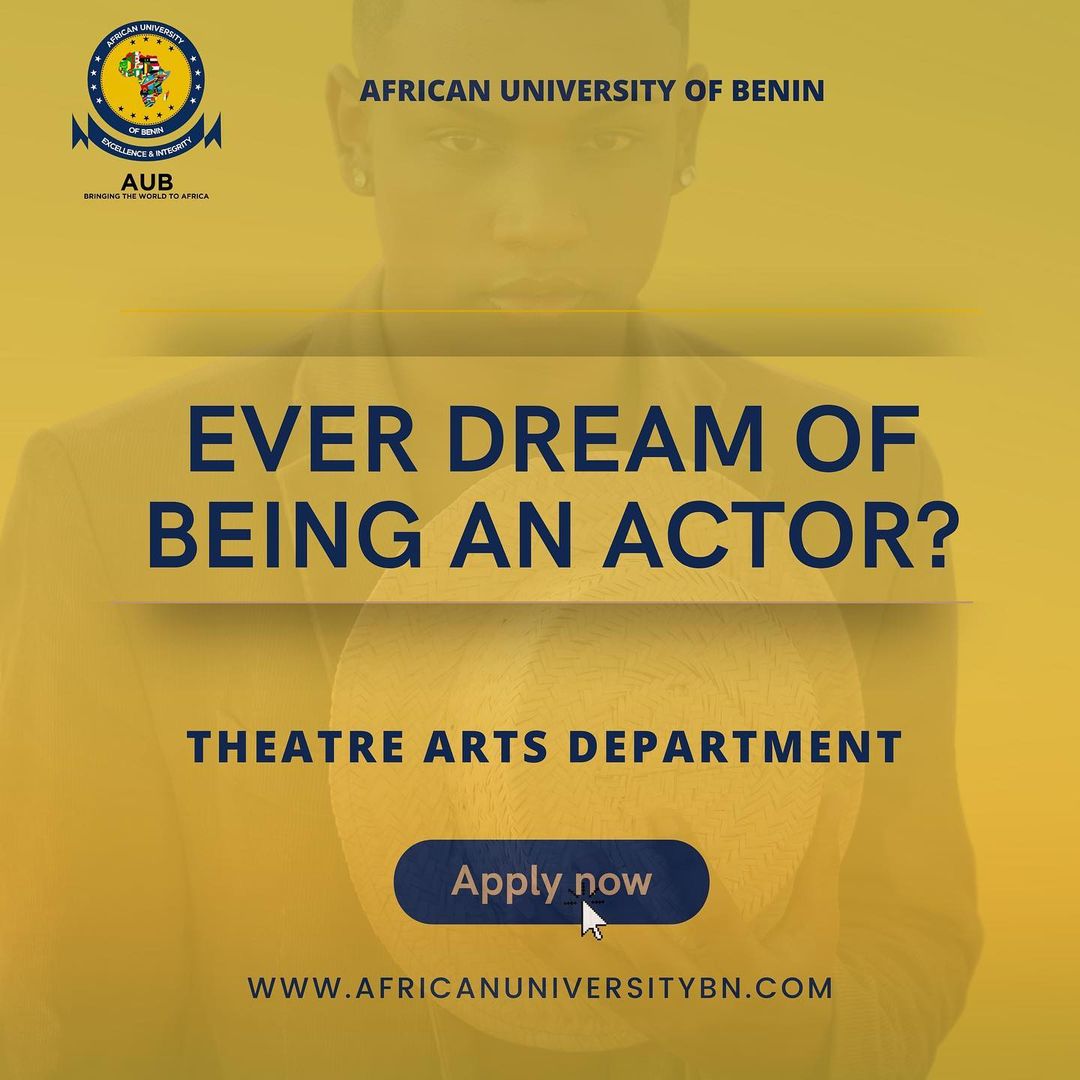 AFRICAN UNIVERSITY
OF BENIN
EXCELLENCE & INTEGRITY
AUB
BRINGING THE WORLD TO AFRICA
AFRICAN UNIVERSITY OF BENIN
EVER DREAM OF
BEING AN ACTOR?
THEATRE ARTS DEPARTMENT
Apply now
WWW.AFRICANUNIVERSITYBN.COM